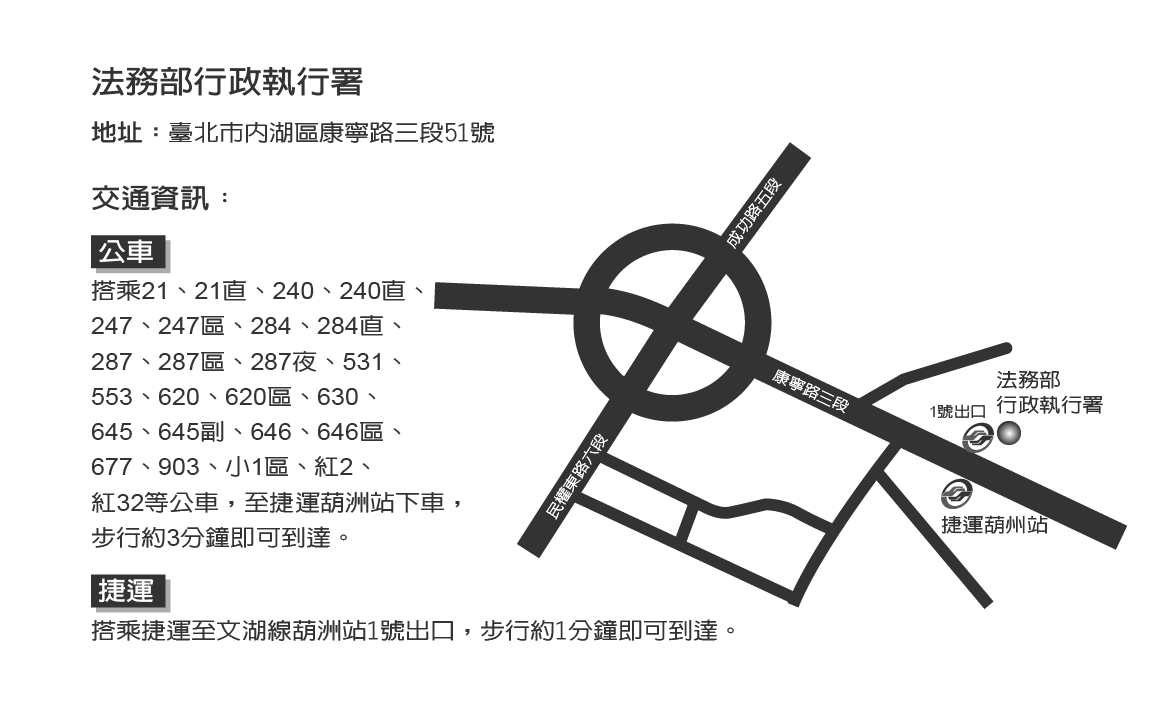 法務部行政執行署
地址：臺北市內湖區康寧路三段51號
交通資訊：
公車
搭乘21、21直、240、240直、
247、247區、284、284直、
287、287區、287夜、531、
553、620、620區、630、
645、645副、646、646區、
677、903、小1區、紅2、
紅32等公車，至捷運葫洲站下車，
步行約3分鐘即可到達。
捷運
搭乘捷運至文湖線葫洲站1號出口，步行約1分鐘即可到達。
成功路五段
康寧路三段
民權東路六段
法務部
行政執行署
1號出口
捷運葫州站